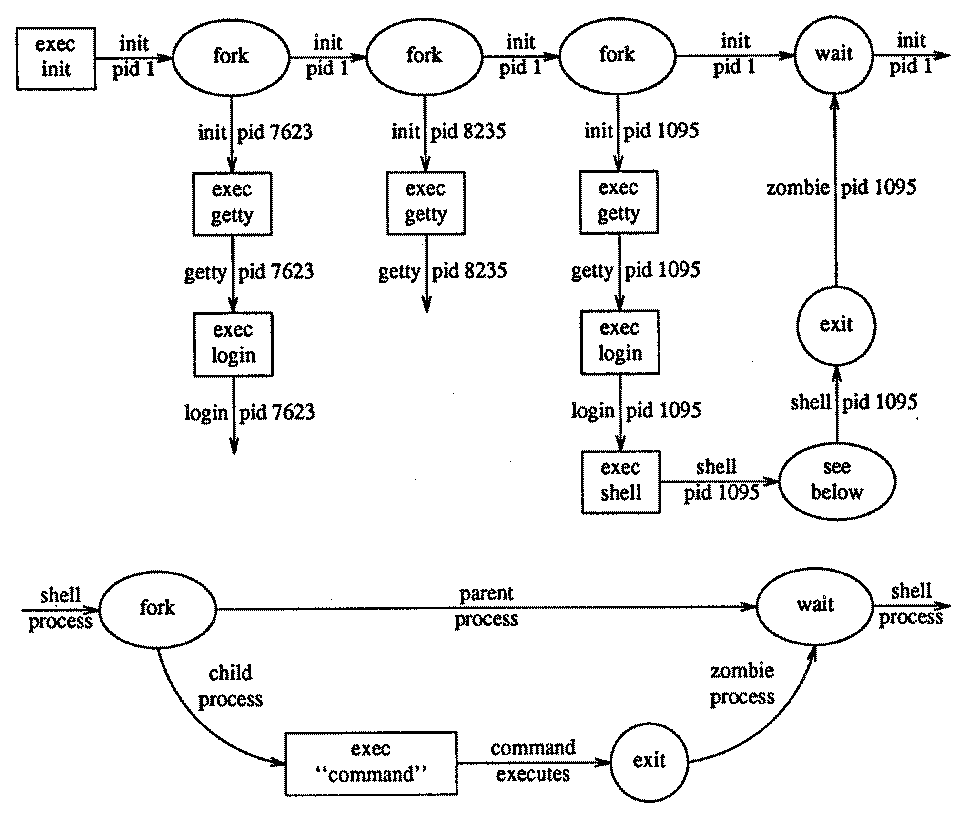 exec
init
init
pid 1
fork
init
pid 1
fork
init
pid 1
fork
init
pid 1
wait
init
pid 1
init pid 7623
init pid 8235
init pid 1095
exec
getty
exec
getty
exec
getty
zombie pid 1095
getty pid 7623
getty pid 8235
getty pid 1095
exec
login
exec
login
exit
login pid 7623
login pid 1095
shell pid 1095
exec
shell
shell
pid 1095
see
below
shell
process
fork
parent
process
wait
shell
process
child
process
zombie
process
exec
“command”
command
executes
exit